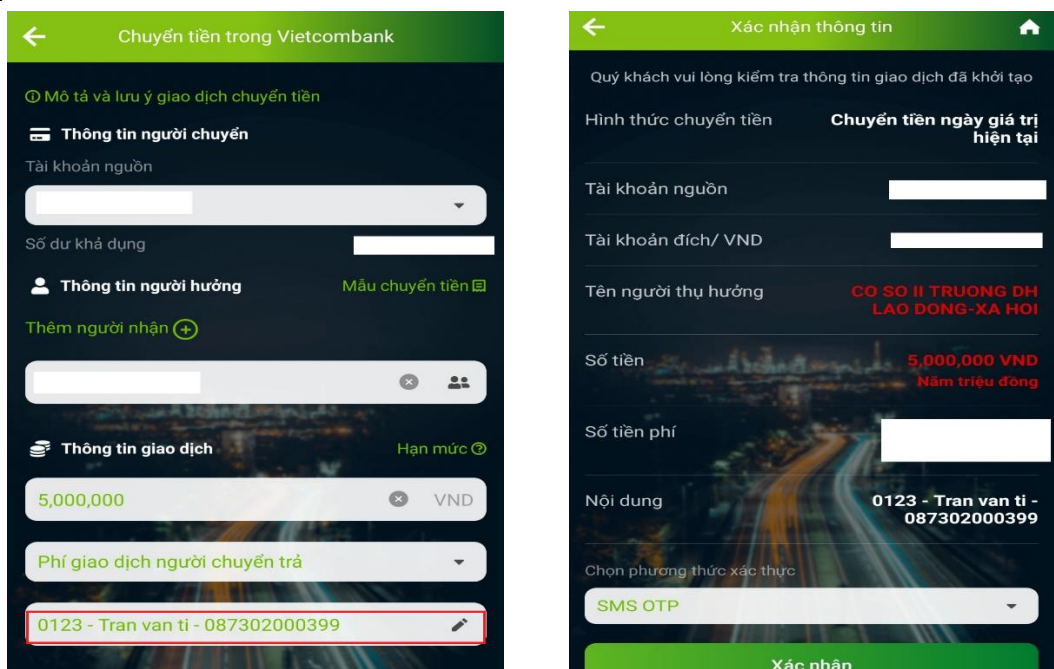 Chuyển tiền trong Vietcombank
Mô tả và lưu ý giao dịch chuyển tiền
Thông tin người chuyển
Tài khoản nguồn
Số dư khả dụng
Thông tin người hưởng Mẫu chuyển tiền
Thêm người nhận
Thông tin giao dịch Hạn mức
5,000,000 VND
Phí giao dịch người chuyển trả
0123 - Tran van ti - 087302000399
Xác nhận thông tin
Quý khách vui lòng kiểm tra thông tin giao dịch đã khởi tạo
Hình thức chuyển tiền Chuyển tiền ngày giá trị
hiện tại
Tài khoản nguồn
Tài khoản đích/ VND
Tên người thụ hưởng CO SO II TRUONG DH
LAO DONG-XA HOI
Số tiền 5,000,000 VND
Năm triệu đồng
Số tiền phí
Nội dung 0123 - Tran van ti -
087302000399
Chọn phương thức xác thực
SMS OTP
Xác nhận